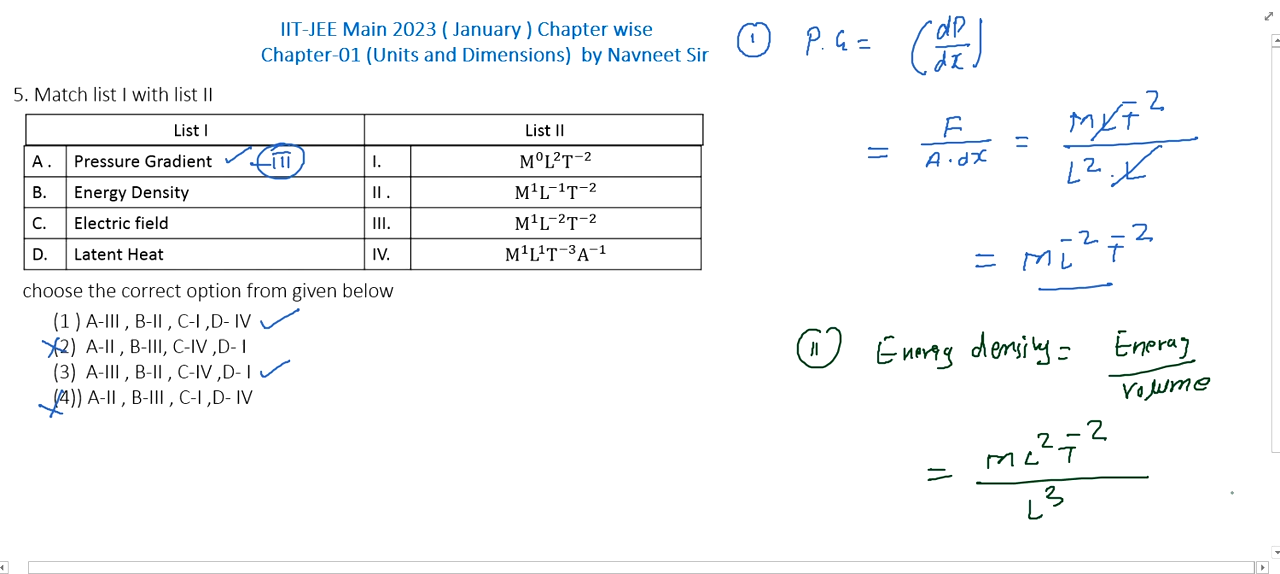 IIT-JEE Main 2023 ( January ) Chapter wise
Chapter-01 (Units and Dimensions) by Navneet Sir
5. Match list I with list II
List I List II
A . Pressure Gradient -III I. M⁰L²T⁻²
B. Energy Density II . M¹L⁻¹T⁻²
C. Electric field III. M¹L⁻²T⁻²
D. Latent Heat IV. M¹L¹T⁻³A⁻¹
choose the correct option from given below
(1 ) A-III , B-II , C-I ,D- IV
(2) A-II , B-III, C-IV ,D- I
(3) A-III , B-II , C-IV ,D- I
(4)) A-II , B-III , C-I ,D- IV
I P.G = (dP/dx)
= F/A.dx = MLT⁻²/L².L
= ML⁻²T⁻²
II Energy density = Energy/volume
= ML²T⁻²/L³